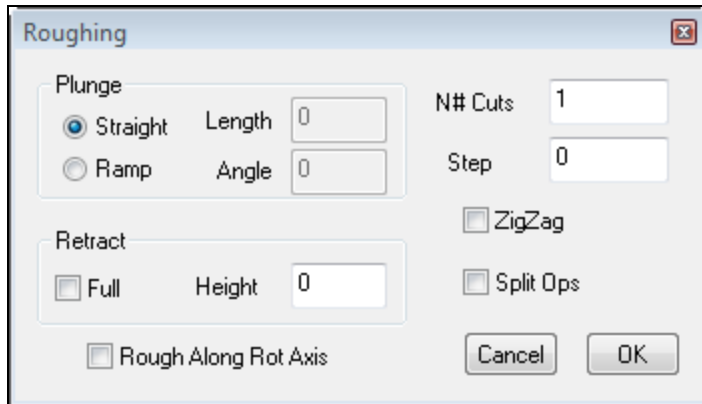 Roughing
Plunge
Straight Length 0
Ramp Angle 0
N# Cuts 1
Step 0
ZigZag
Split Ops
Retract
Full Height 0
Rough Along Rot Axis
Cancel OK